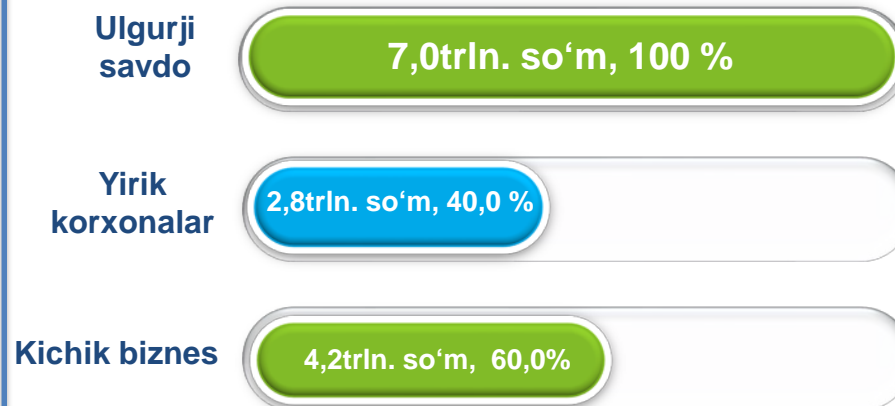 Ulgurji
savdo
7,0trln. so‘m, 100 %
Yirik
korxonalar
2,8trln. so‘m, 40,0 %
Kichik biznes
4,2trln. so‘m, 60,0%